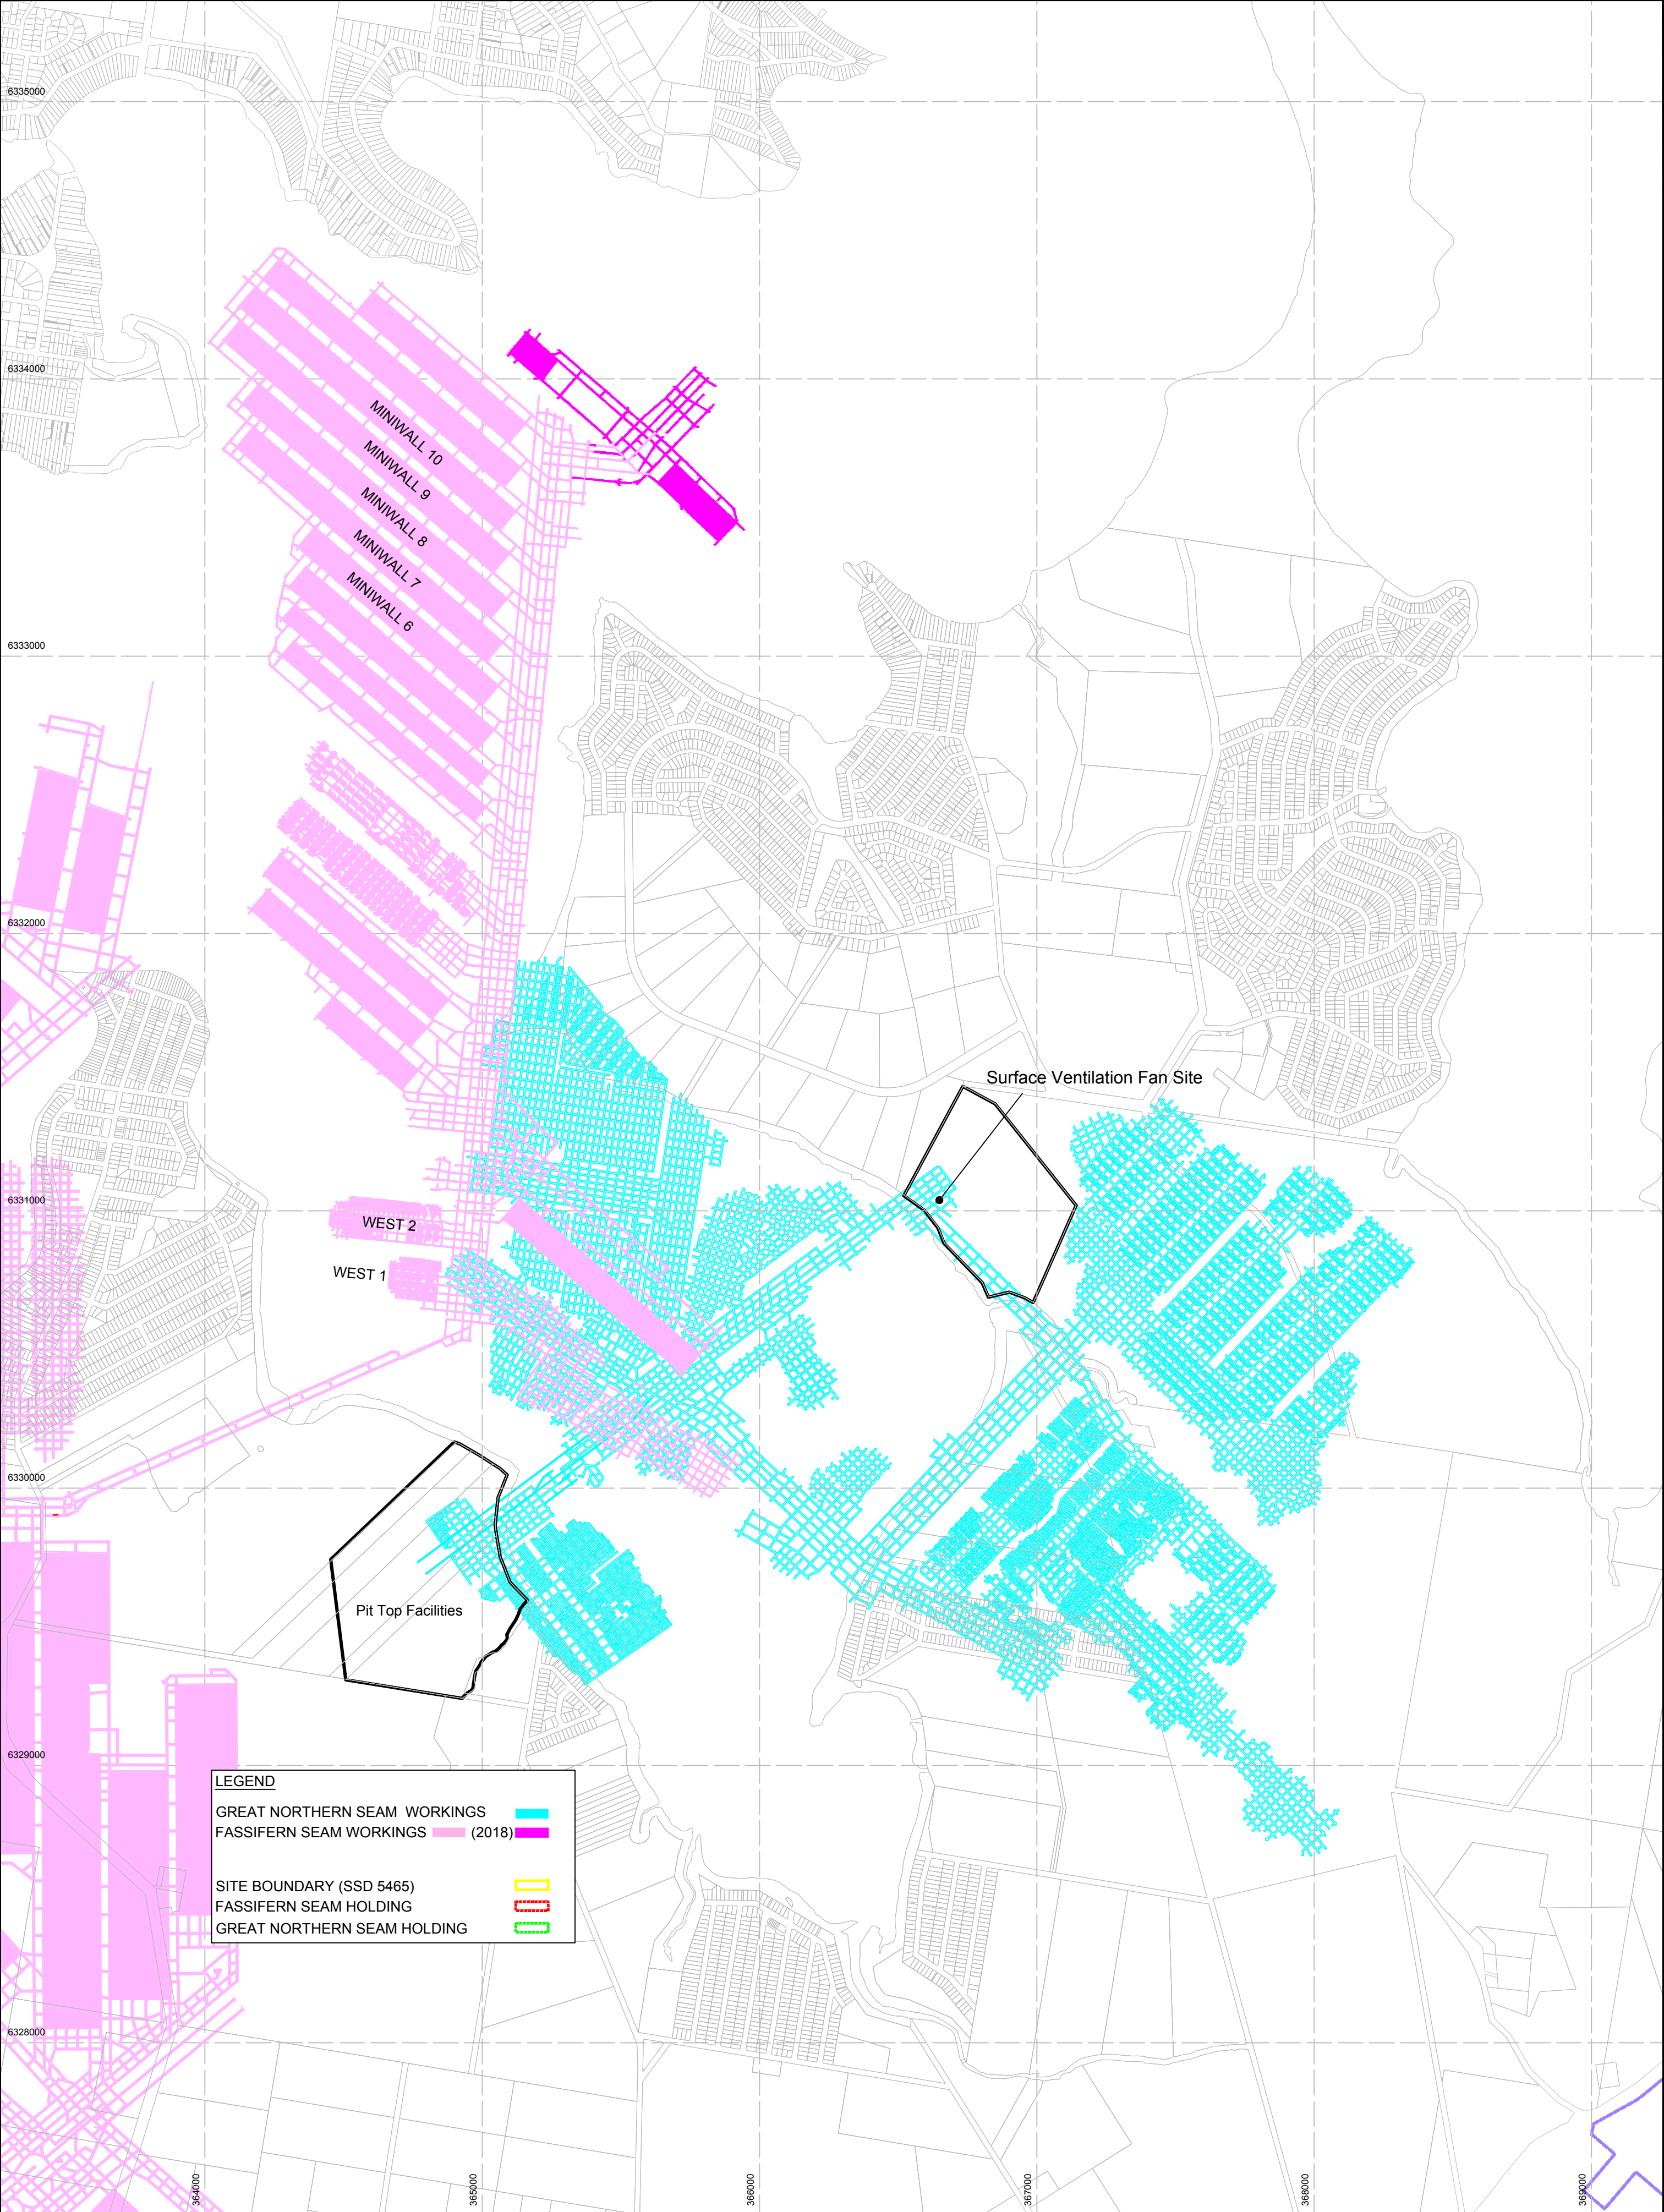 6335000
6334000
MINIWALL 10
MINIWALL 9
MINIWALL 8
MINIWALL 7
MINIWALL 6
6333000
6332000
Surface Ventilation Fan Site
6331000
WEST 2
WEST 1
6330000
Pit Top Facilities
6329000
LEGEND
GREAT NORTHERN SEAM WORKINGS
FASSIFERN SEAM WORKINGS (2018)
SITE BOUNDARY (SSD 5465)
FASSIFERN SEAM HOLDING
GREAT NORTHERN SEAM HOLDING
6328000
364000
365000
366000
367000
368000
369000